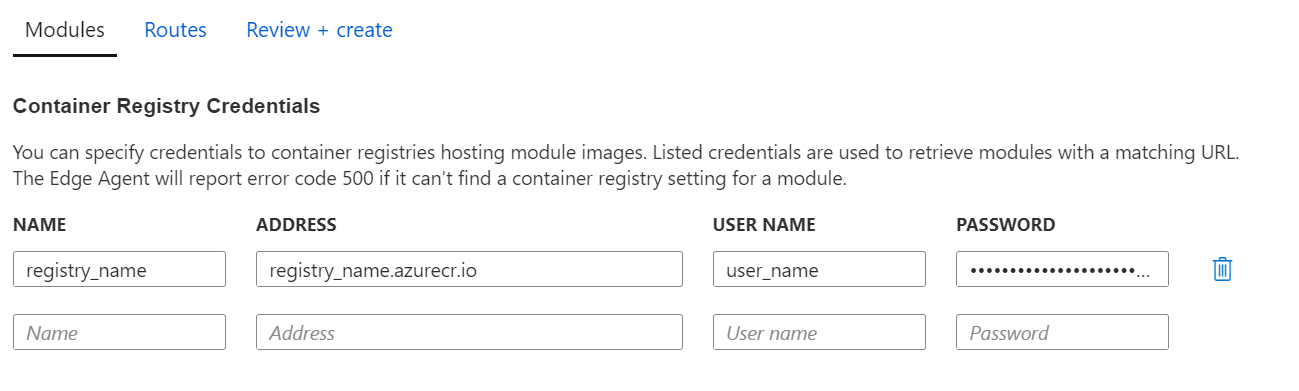 Modules Routes Review + create
Container Registry Credentials
You can specify credentials to container registries hosting module images. Listed credentials are used to retrieve modules with a matching URL.
The Edge Agent will report error code 500 if it can't find a container registry setting for a module.
NAME ADDRESS USER NAME PASSWORD
registry_name registry_name.azurecr.io user_name •••••••••••••••••••••...
Name Address User name Password